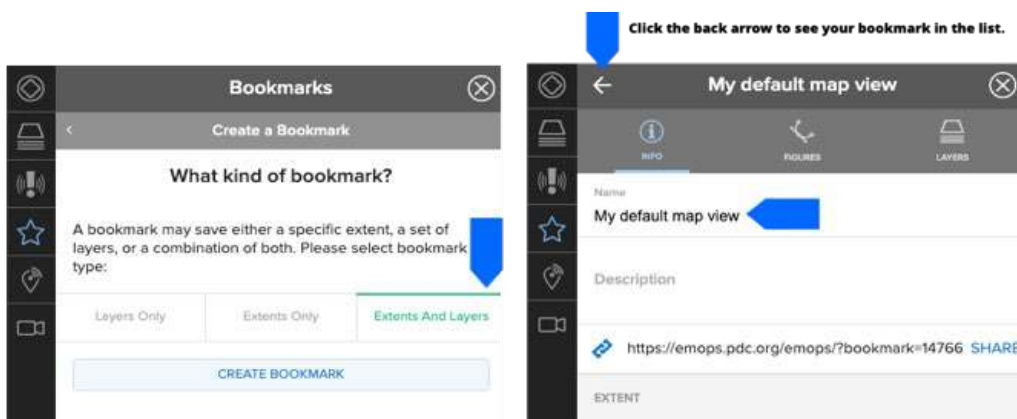 Click the back arrow to see your bookmark in the list.
Bookmarks
Create a Bookmark
What kind of bookmark?
A bookmark may save either a specific extent, a set of
layers, or a combination of both. Please select bookmark
type:
Layers Only Extents Only Extents And Layers
CREATE BOOKMARK
My default map view
INFO FIGURES LAYERS
Name
My default map view
Description
https://emops.pdc.org/emops/?bookmark=14766 SHARE
EXTENT